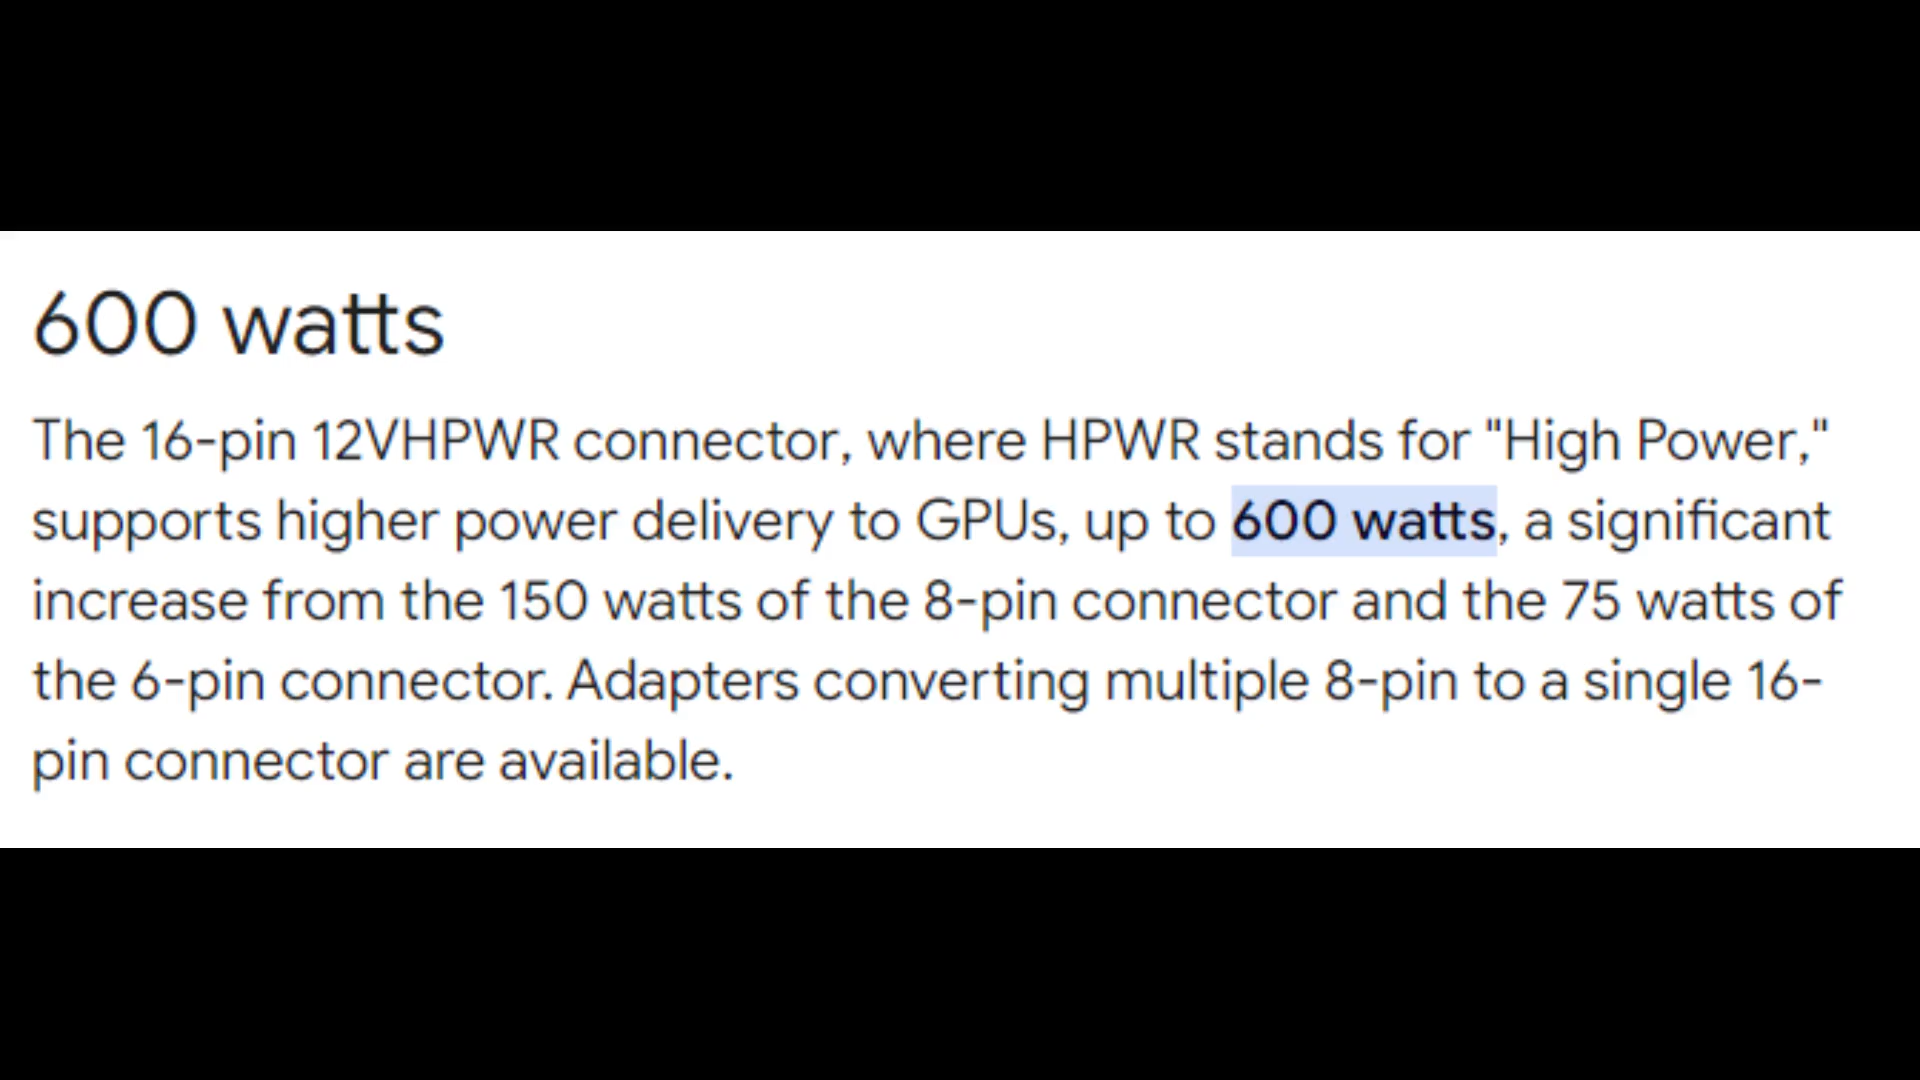 600 watts
The 16-pin 12VHPWR connector, where HPWR stands for "High Power,"
supports higher power delivery to GPUs, up to 600 watts, a significant
increase from the 150 watts of the 8-pin connector and the 75 watts of
the 6-pin connector. Adapters converting multiple 8-pin to a single 16-
pin connector are available.